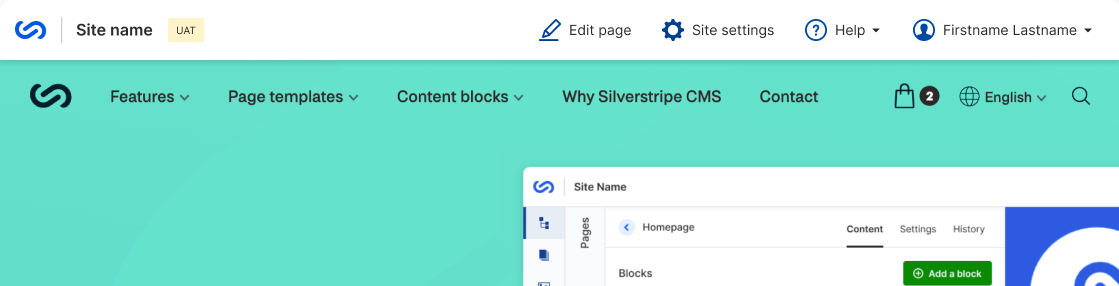 Site name UAT Edit page Site settings Help Firstname Lastname
Features Page templates Content blocks Why Silverstripe CMS Contact 2 English
Site Name
Pages
Homepage Content Settings History
Blocks Add a block